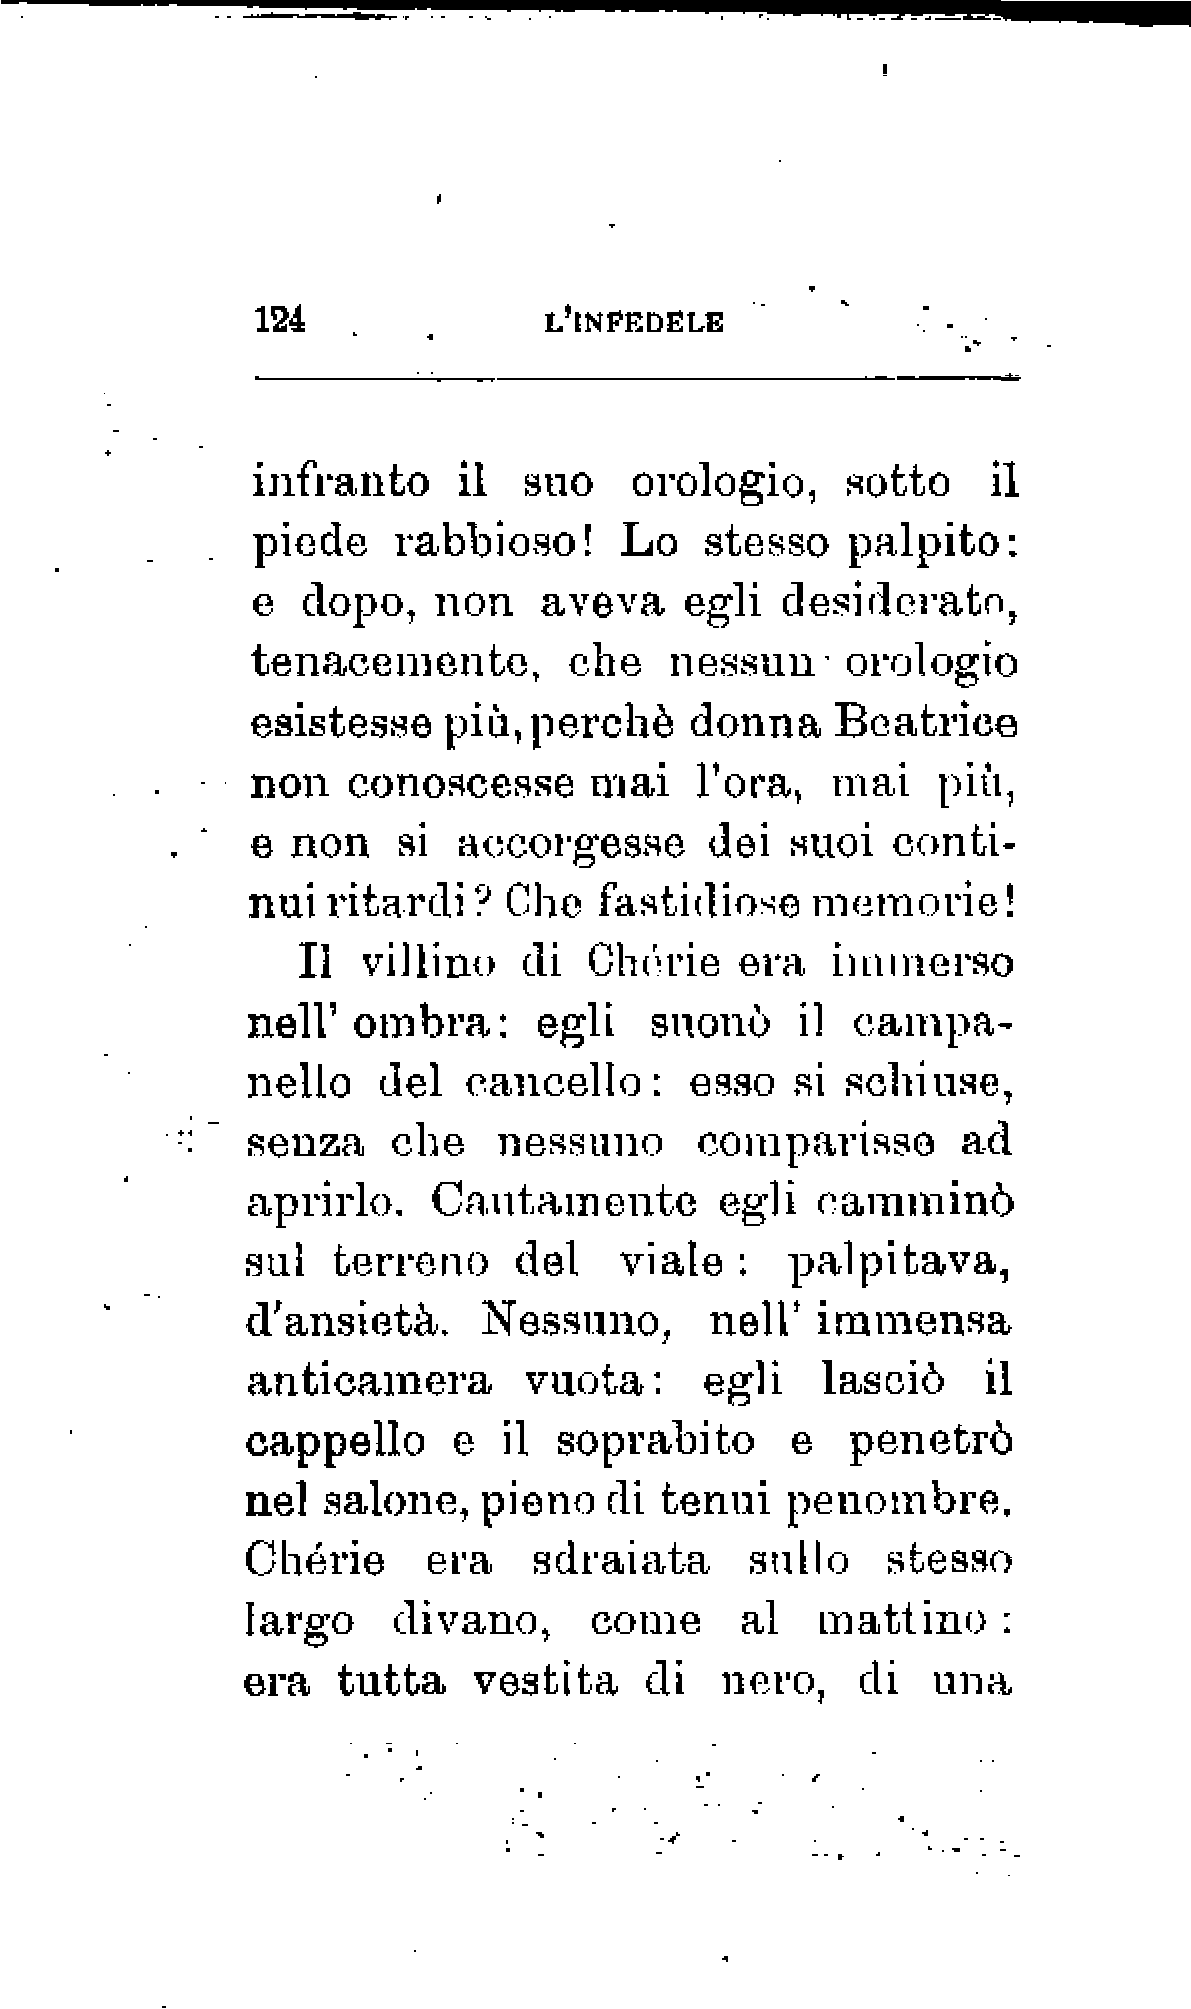 124 L'INFEDELE
infranto il suo orologio, sotto il
piede rabbioso! Lo stesso palpito:
e dopo, non aveva egli desiderato,
tenacemente, che nessun orologio
esistesse più, perchè donna Beatrice
non conoscesse mai l'ora, mai più,
e non si accorgesse dei suoi conti-
nui ritardi? Che fastidiose memorie!
Il villino di Chérie era immerso
nell' ombra: egli suonò il campa-
nello del cancello: esso si schiuse,
senza che nessuno comparisse ad
aprirlo. Cautamente egli camminò
sul terreno del viale: palpitava,
d'ansietà. Nessuno, nell' immensa
anticamera vuota: egli lasciò il
cappello e il soprabito e penetrò
nel salone, pieno di tenui penombre.
Chérie era sdraiata sullo stesso
largo divano, come al mattino:
era tutta vestita di nero, di una